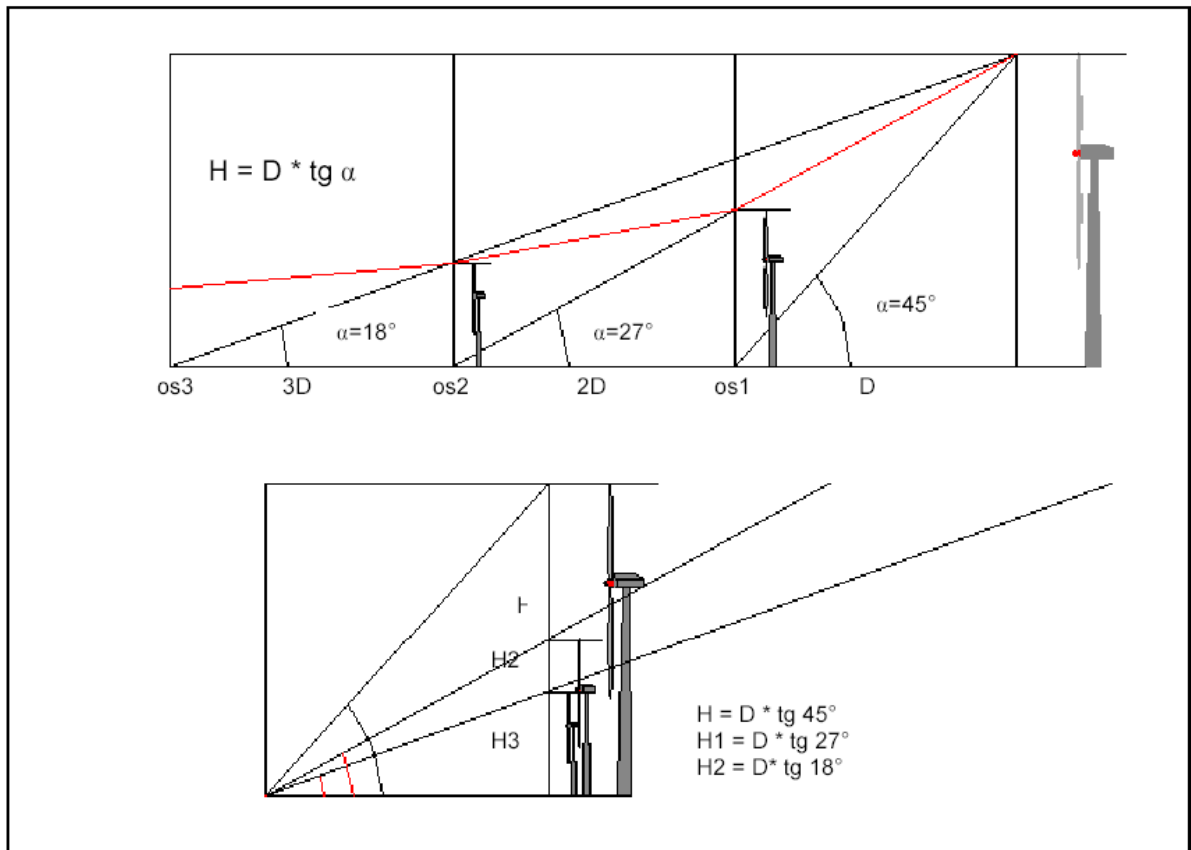 H = D * tg α
α=18°
α=27°
α=45°
os3
3D
os2
2D
os1
D
H2
H3
H = D * tg 45°
H1 = D * tg 27°
H2 = D* tg 18°